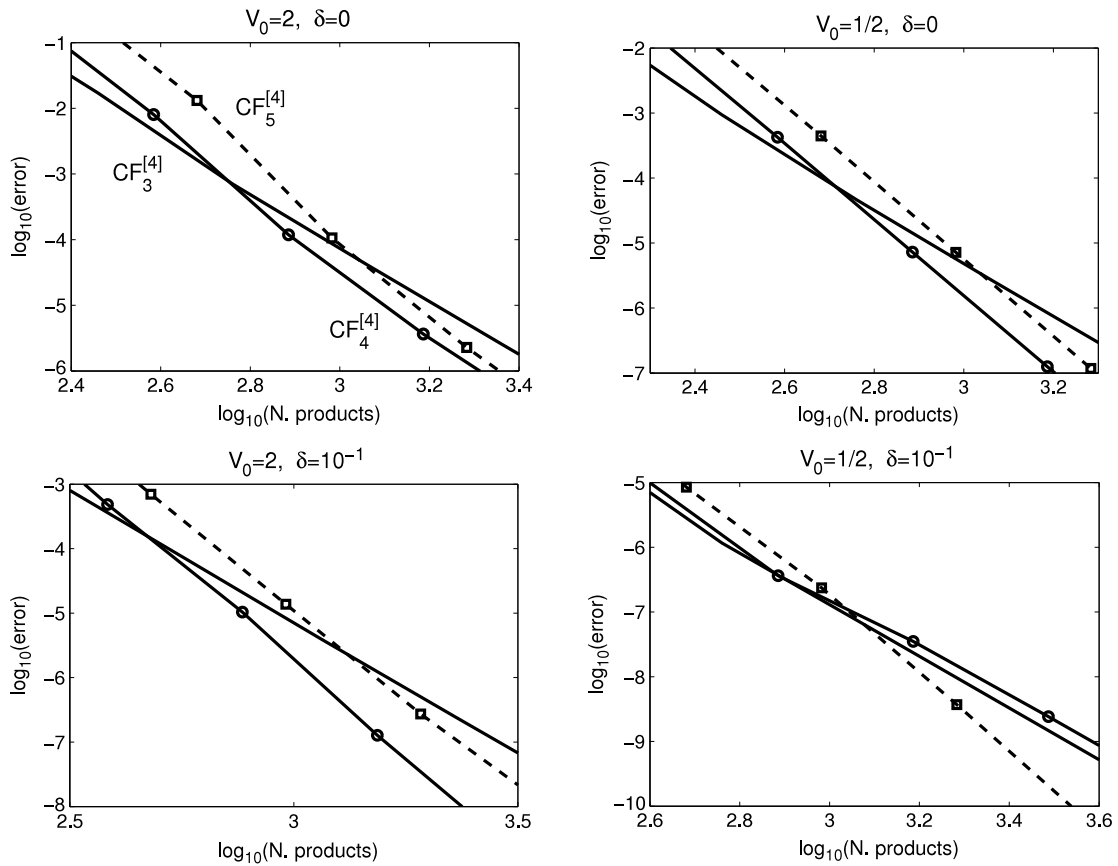 V₀=2, δ=0
-1
-2
-3
-4
-5
-6
log₁₀(error)
CF₅^[4]
CF₃^[4]
CF₄^[4]
2.4 2.6 2.8 3 3.2 3.4
log₁₀(N. products)
V₀=1/2, δ=0
-2
-3
-4
-5
-6
-7
log₁₀(error)
2.4 2.6 2.8 3 3.2
log₁₀(N. products)
V₀=2, δ=10⁻¹
-3
-4
-5
-6
-7
-8
log₁₀(error)
2.5 3 3.5
log₁₀(N. products)
V₀=1/2, δ=10⁻¹
-5
-6
-7
-8
-9
-10
log₁₀(error)
2.6 2.8 3 3.2 3.4 3.6
log₁₀(N. products)